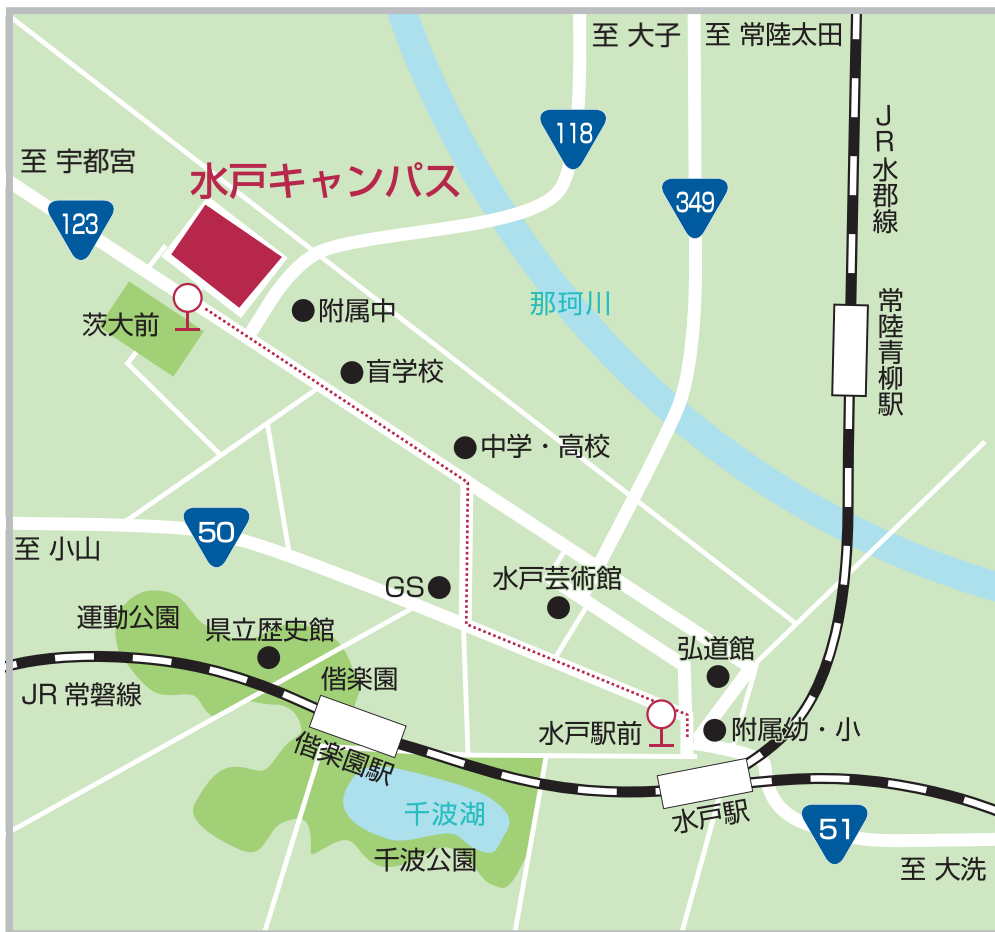 至 大子
至 常陸太田
118
JR水郡線
至 宇都宮
水戸キャンパス
123
349
常陸青柳駅
那珂川
茨大前
附属中
盲学校
中学・高校
50
至 小山
GS
水戸芸術館
運動公園
県立歴史館
弘道館
偕楽園
JR 常磐線
水戸駅前
附属幼・小
偕楽園駅
水戸駅
千波湖
51
千波公園
至 大洗